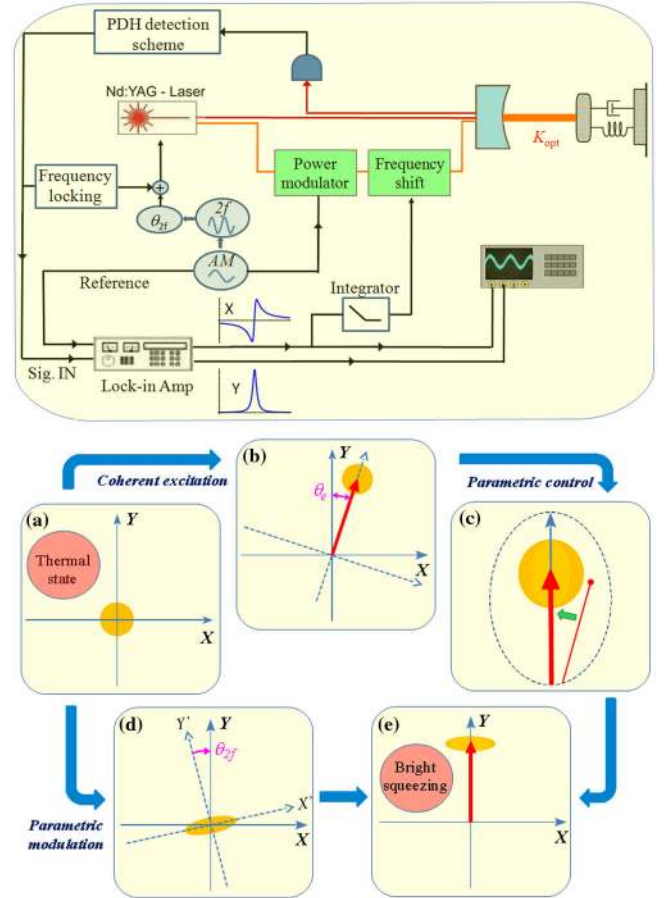 PDH detection
scheme
Nd:YAG - Laser
K_opt
Frequency
locking
+
θ_2f
2f
Power
modulator
Frequency
shift
AM
Reference
Integrator
X
Sig. IN
Lock-in Amp
Y
Coherent excitation
Parametric control
(a)
Y
Thermal
state
X
(b)
Y
θ_e
X
(c)
(d)
Y'
Y
θ_2f
X'
X
Parametric
modulation
(e)
Y
Bright
squeezing
X